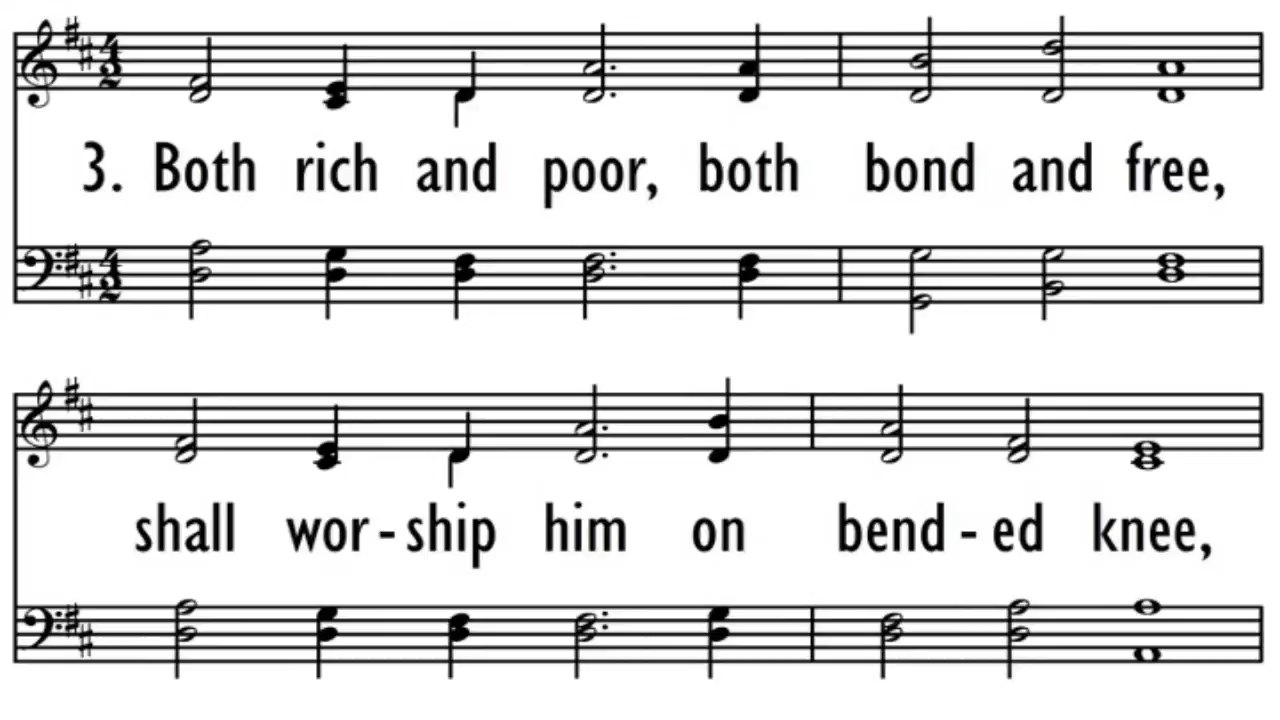 3. Both rich and poor, both bond and free,
shall wor - ship him on bend - ed knee,